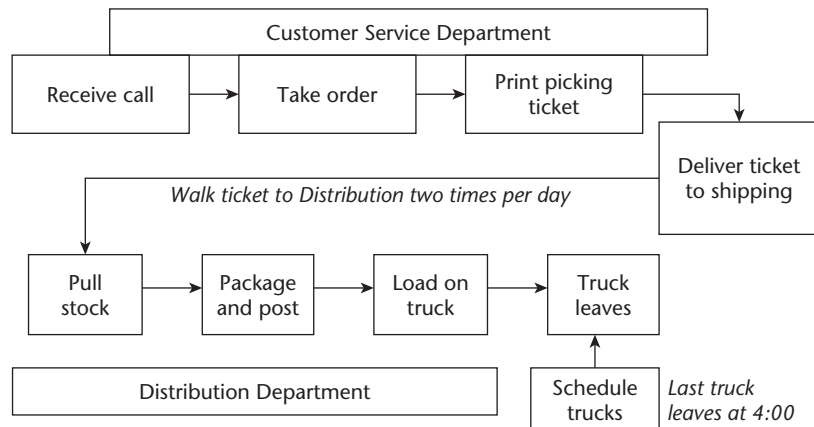 Customer Service Department
Receive call
Take order
Print picking
ticket
Deliver ticket
to shipping
Walk ticket to Distribution two times per day
Pull
stock
Package
and post
Load on
truck
Truck
leaves
Distribution Department
Schedule
trucks
Last truck
leaves at 4:00